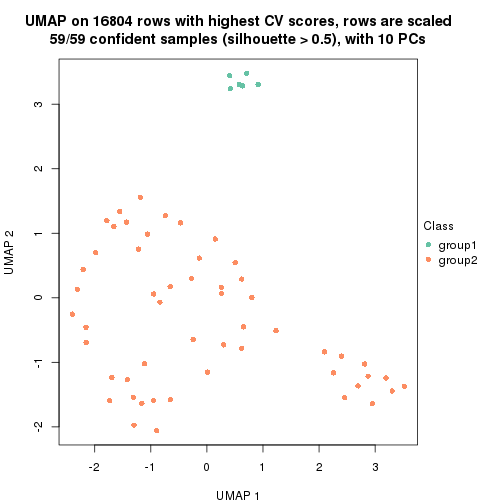 UMAP on 16804 rows with highest CV scores, rows are scaled
59/59 confident samples (silhouette > 0.5), with 10 PCs
3
2
1
0
-1
-2
UMAP 2
Class
group1
group2
-2 -1 0 1 2 3
UMAP 1